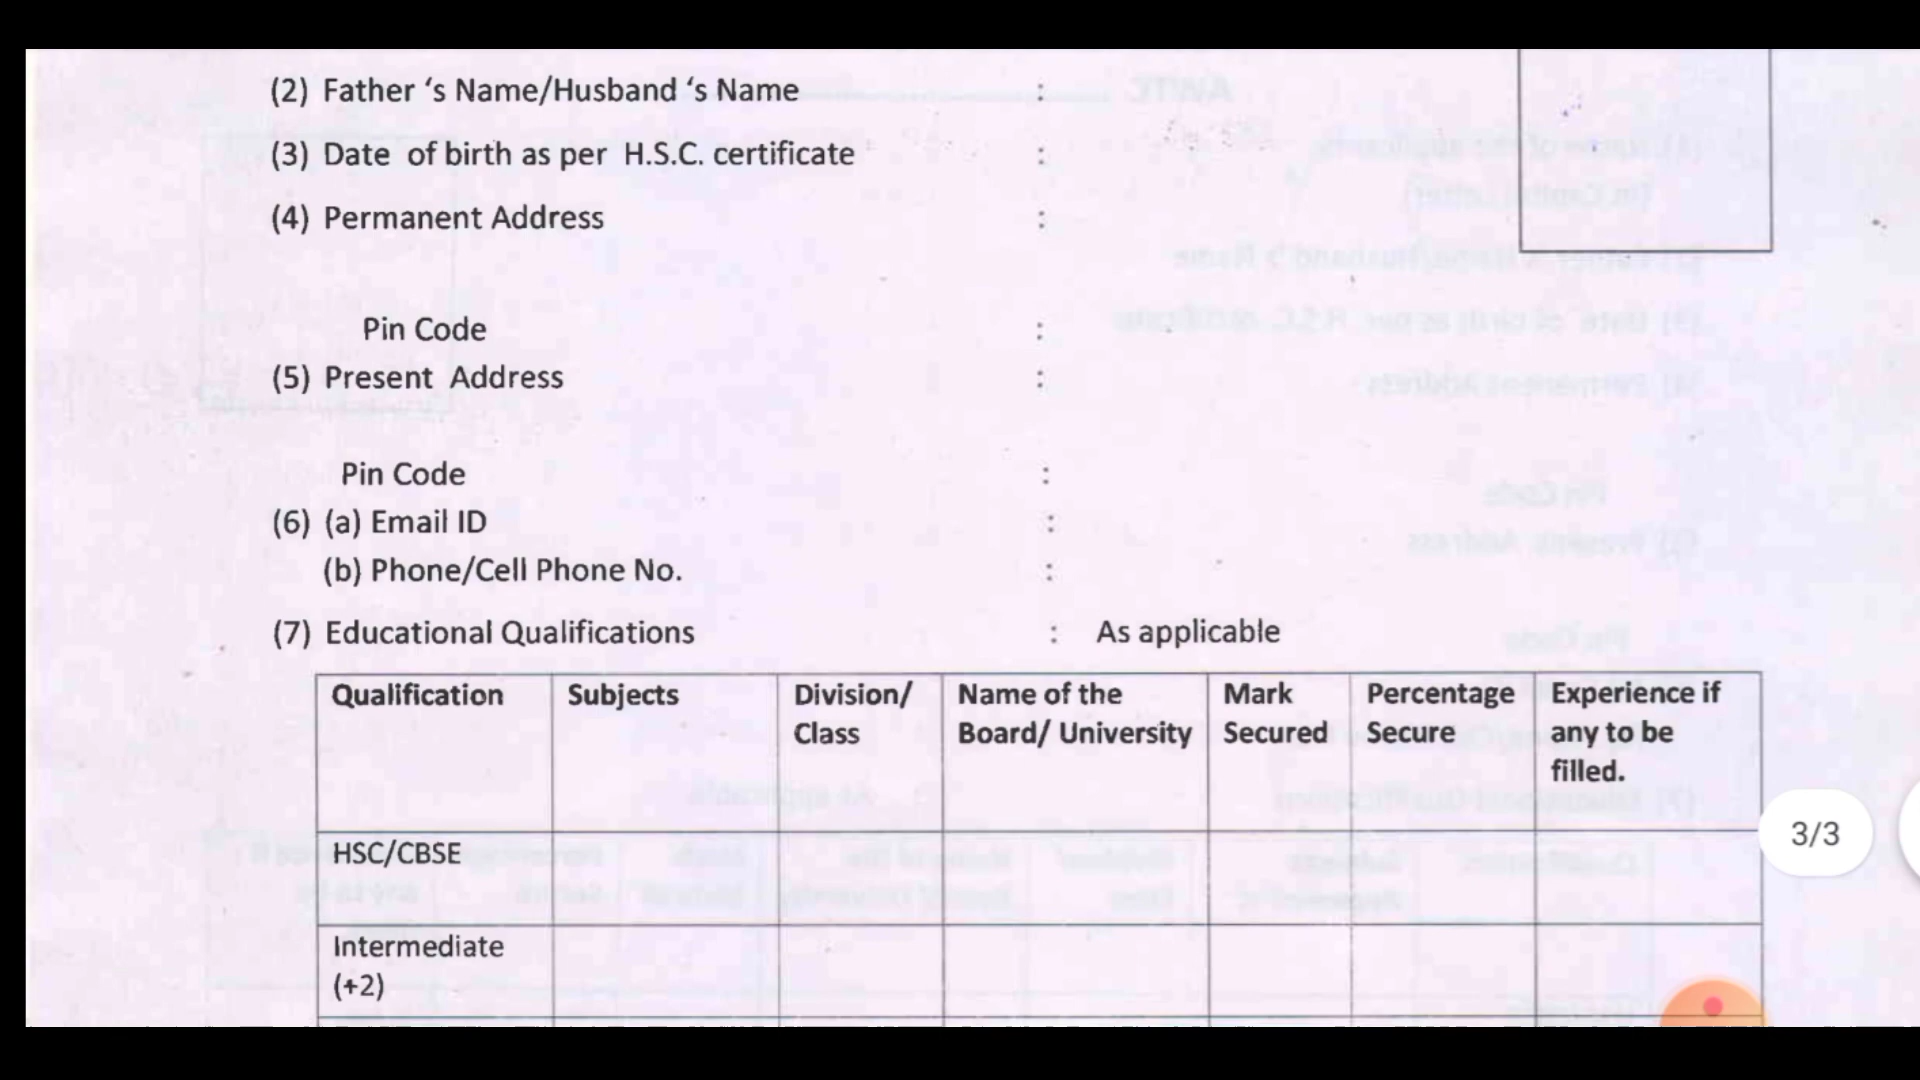 (2) Father ‘s Name/Husband ‘s Name :
(3) Date of birth as per H.S.C. certificate :
(4) Permanent Address :
Pin Code :
(5) Present Address :
Pin Code :
(6) (a) Email ID :
(b) Phone/Cell Phone No. :
(7) Educational Qualifications : As applicable
Qualification Subjects Division/ Name of the Mark Percentage Experience if
Class Board/ University Secured Secure any to be
filled.
HSC/CBSE
3/3
Intermediate
(+2)